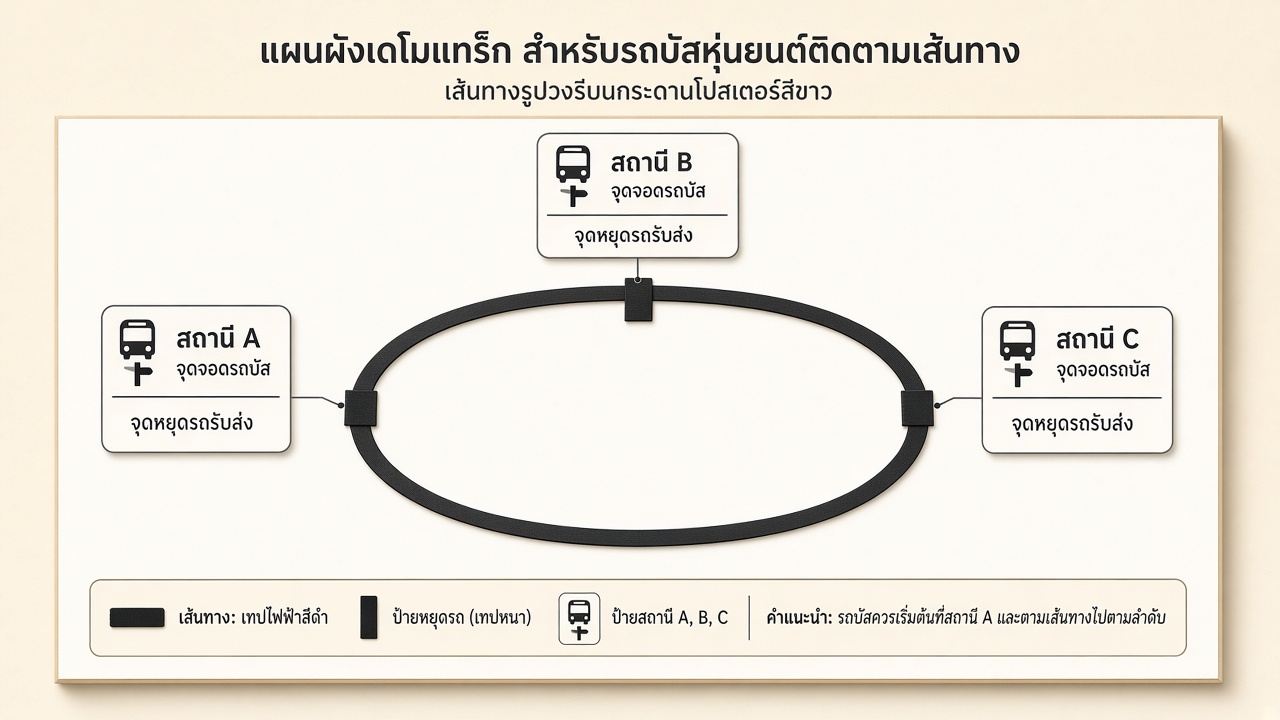 แผนผังเดโมแทร็ก สำหรับรถบัสหุ่นยนต์ติดตามเส้นทาง
เส้นทางรูปวงรีบนกระดานโปสเตอร์สีขาว
สถานี B
จุดจอดรถบัส
จุดหยุดรถรับส่ง
สถานี A
จุดจอดรถบัส
จุดหยุดรถรับส่ง
สถานี C
จุดจอดรถบัส
จุดหยุดรถรับส่ง
เส้นทาง: เทปไฟฟ้าสีดำ
ป้ายหยุดรถ (เทปหนา)
ป้ายสถานี A, B, C
คำแนะนำ: รถบัสควรเริ่มต้นที่สถานี A และตามเส้นทางไปตามลำดับ